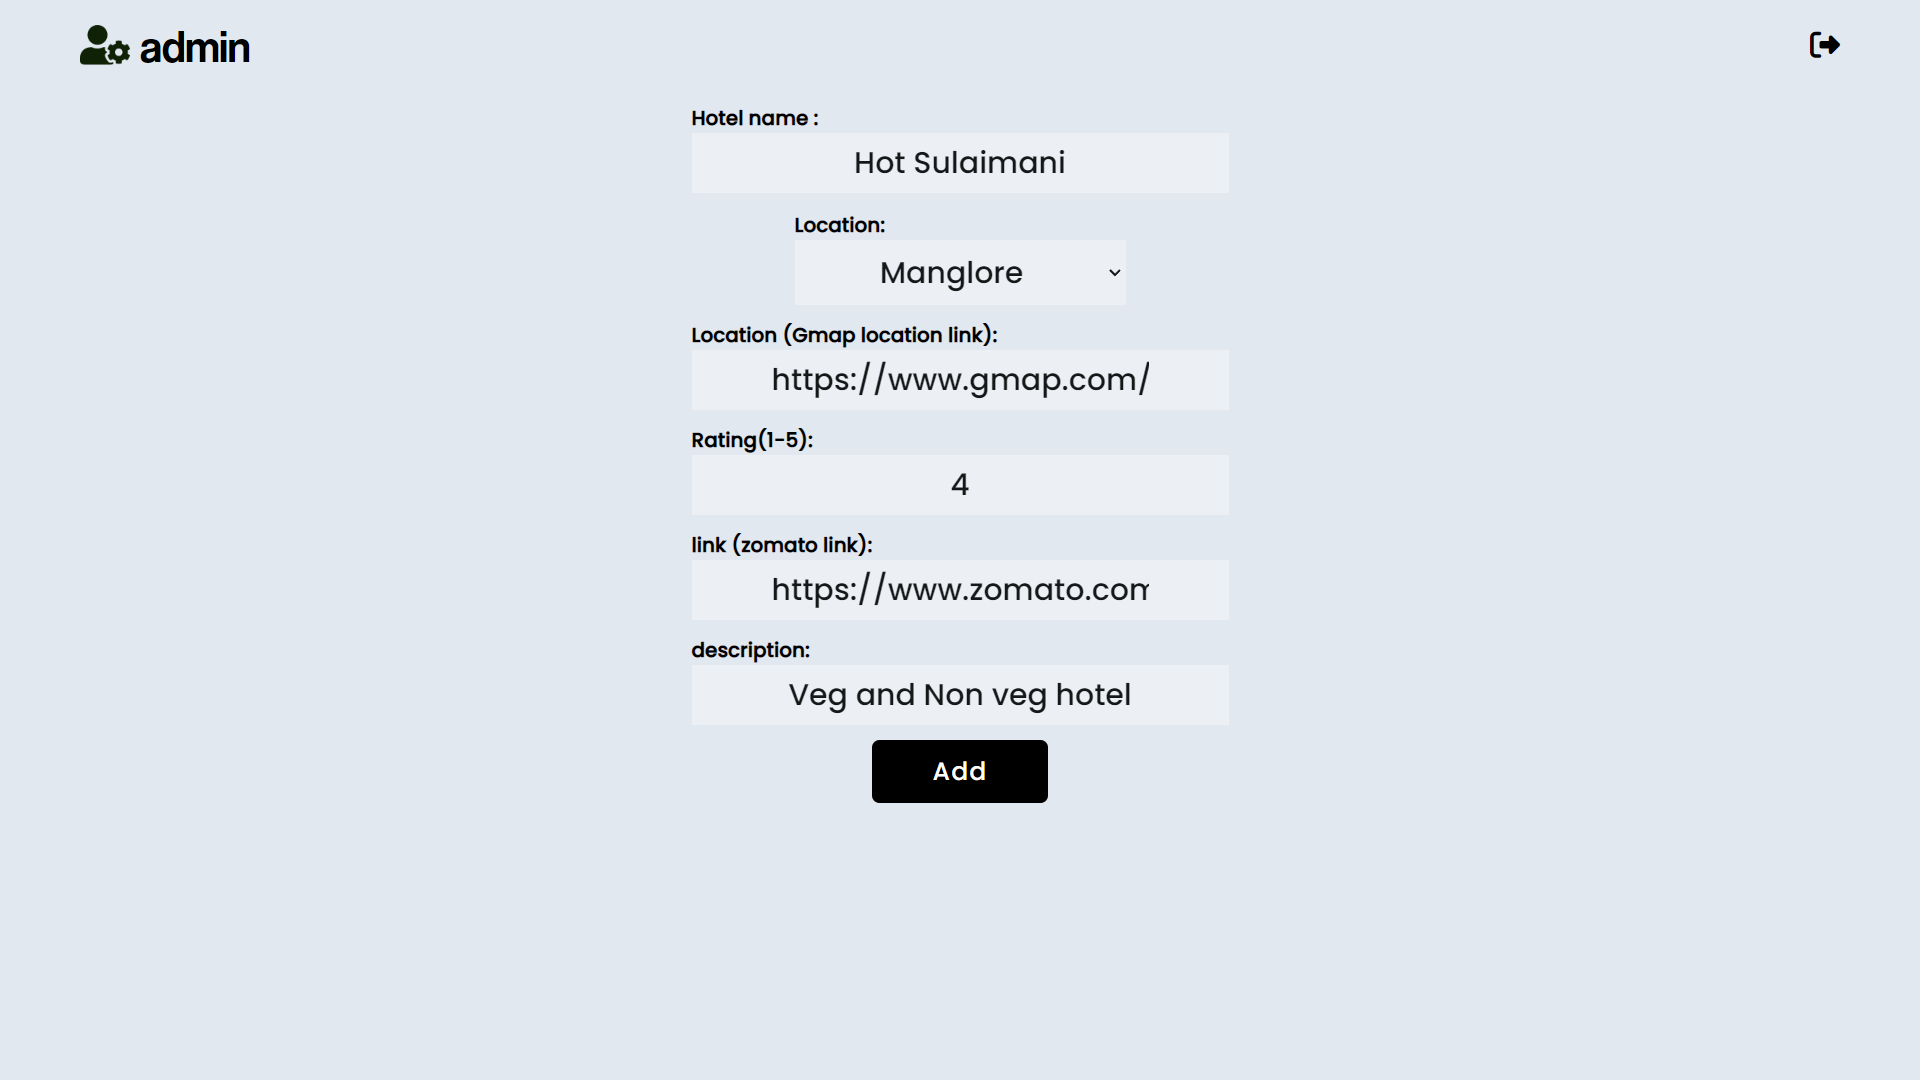 admin
Hotel name :
Hot Sulaimani
Location:
Manglore
Location (Gmap location link):
https://www.gmap.com/
Rating(1-5):
4
link (zomato link):
https://www.zomato.com
description:
Veg and Non veg hotel
Add